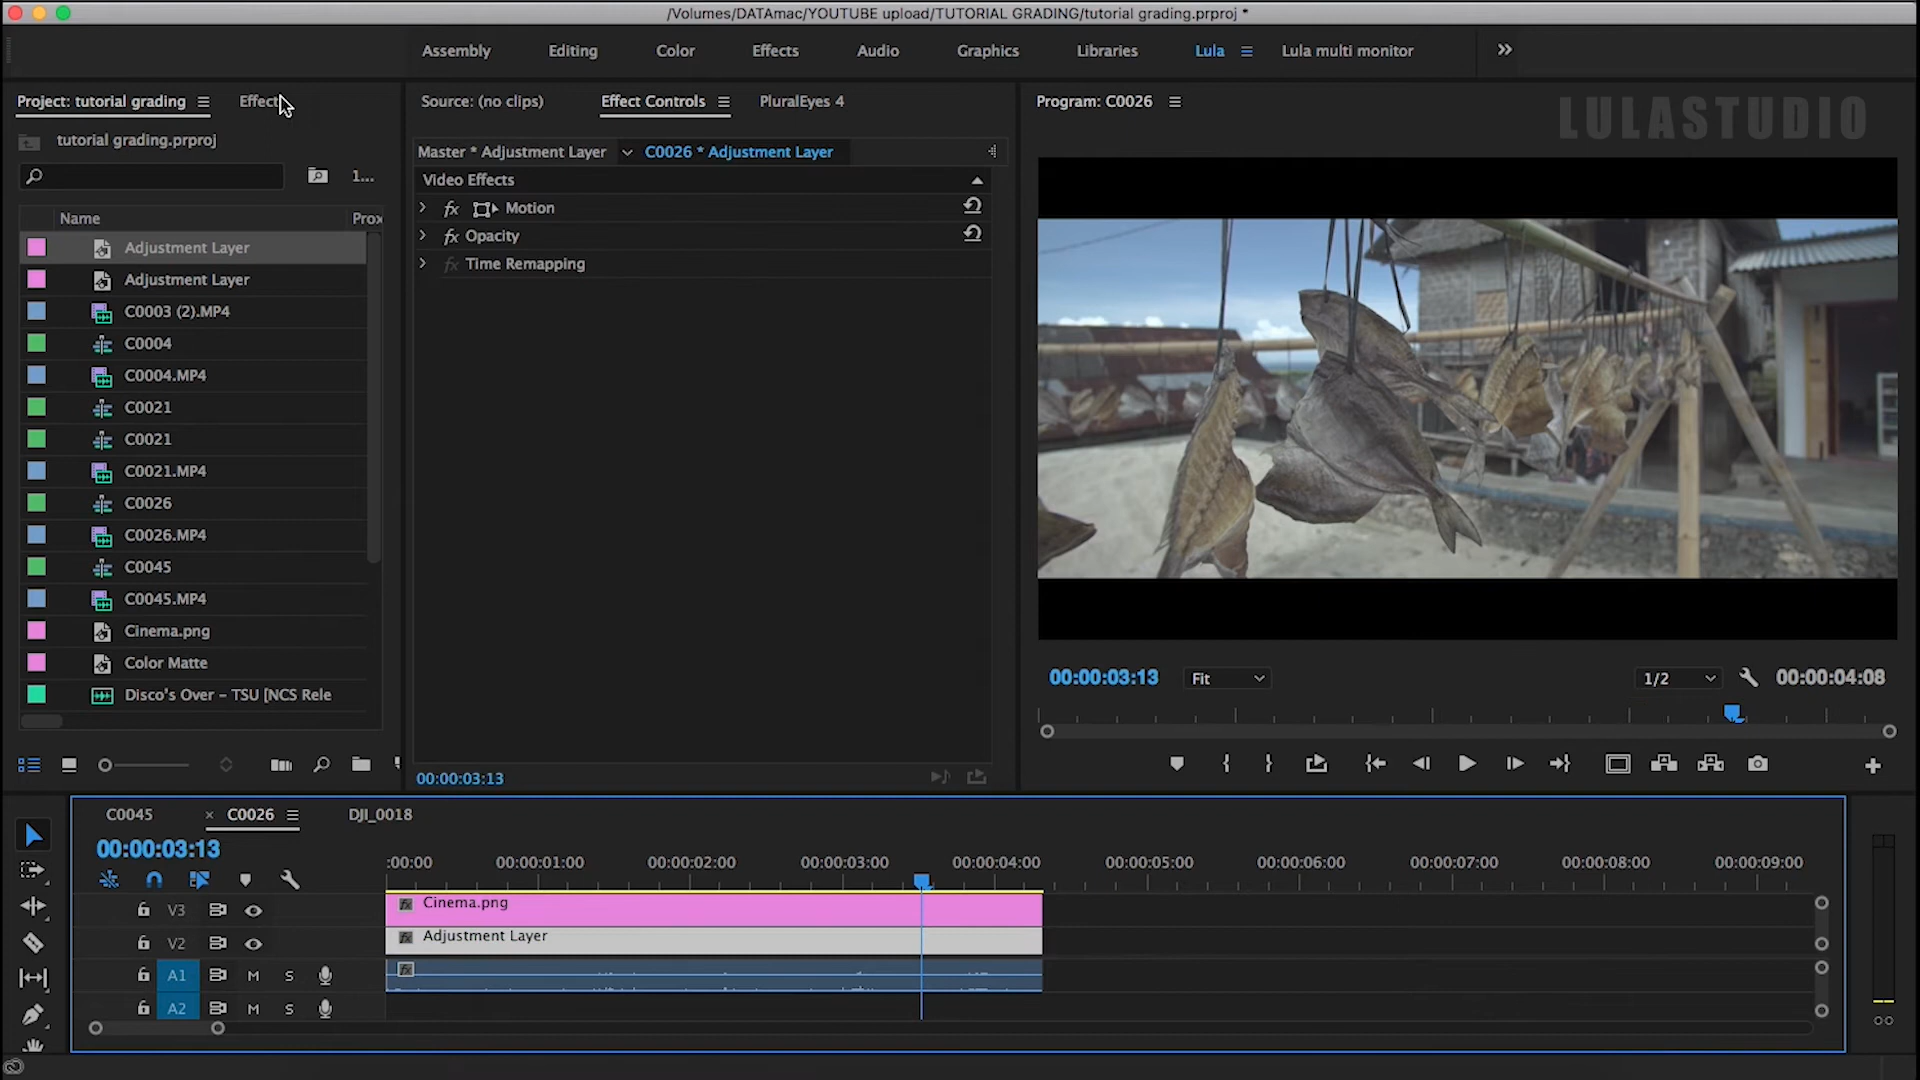 /Volumes/DATAmac/YOUTUBE upload/TUTORIAL GRADING/tutorial grading.prproj *
Assembly Editing Color Effects Audio Graphics Libraries Lula Lula multi monitor
Project: tutorial grading Effect Source: (no clips) Effect Controls PluralEyes 4 Program: C0026
LULASTUDIO
tutorial grading.prproj
1...
Master * Adjustment Layer C0026 * Adjustment Layer
Video Effects
fx Motion
fx Opacity
fx Time Remapping
Name Prox
Adjustment Layer
Adjustment Layer
C0003 (2).MP4
C0004
C0004.MP4
C0021
C0021
C0021.MP4
C0026
C0026.MP4
C0045
C0045.MP4
Cinema.png
Color Matte
Disco's Over – TSU [NCS Rele
00:00:03:13
00:00:03:13 Fit 1/2 00:00:04:08
C0045 × C0026 DJI_0018
00:00:03:13
:00:00 00:00:01:00 00:00:02:00 00:00:03:00 00:00:04:00 00:00:05:00 00:00:06:00 00:00:07:00 00:00:08:00 00:00:09:00
V3 fx Cinema.png
V2 fx Adjustment Layer
A1 M S fx
A2 M S